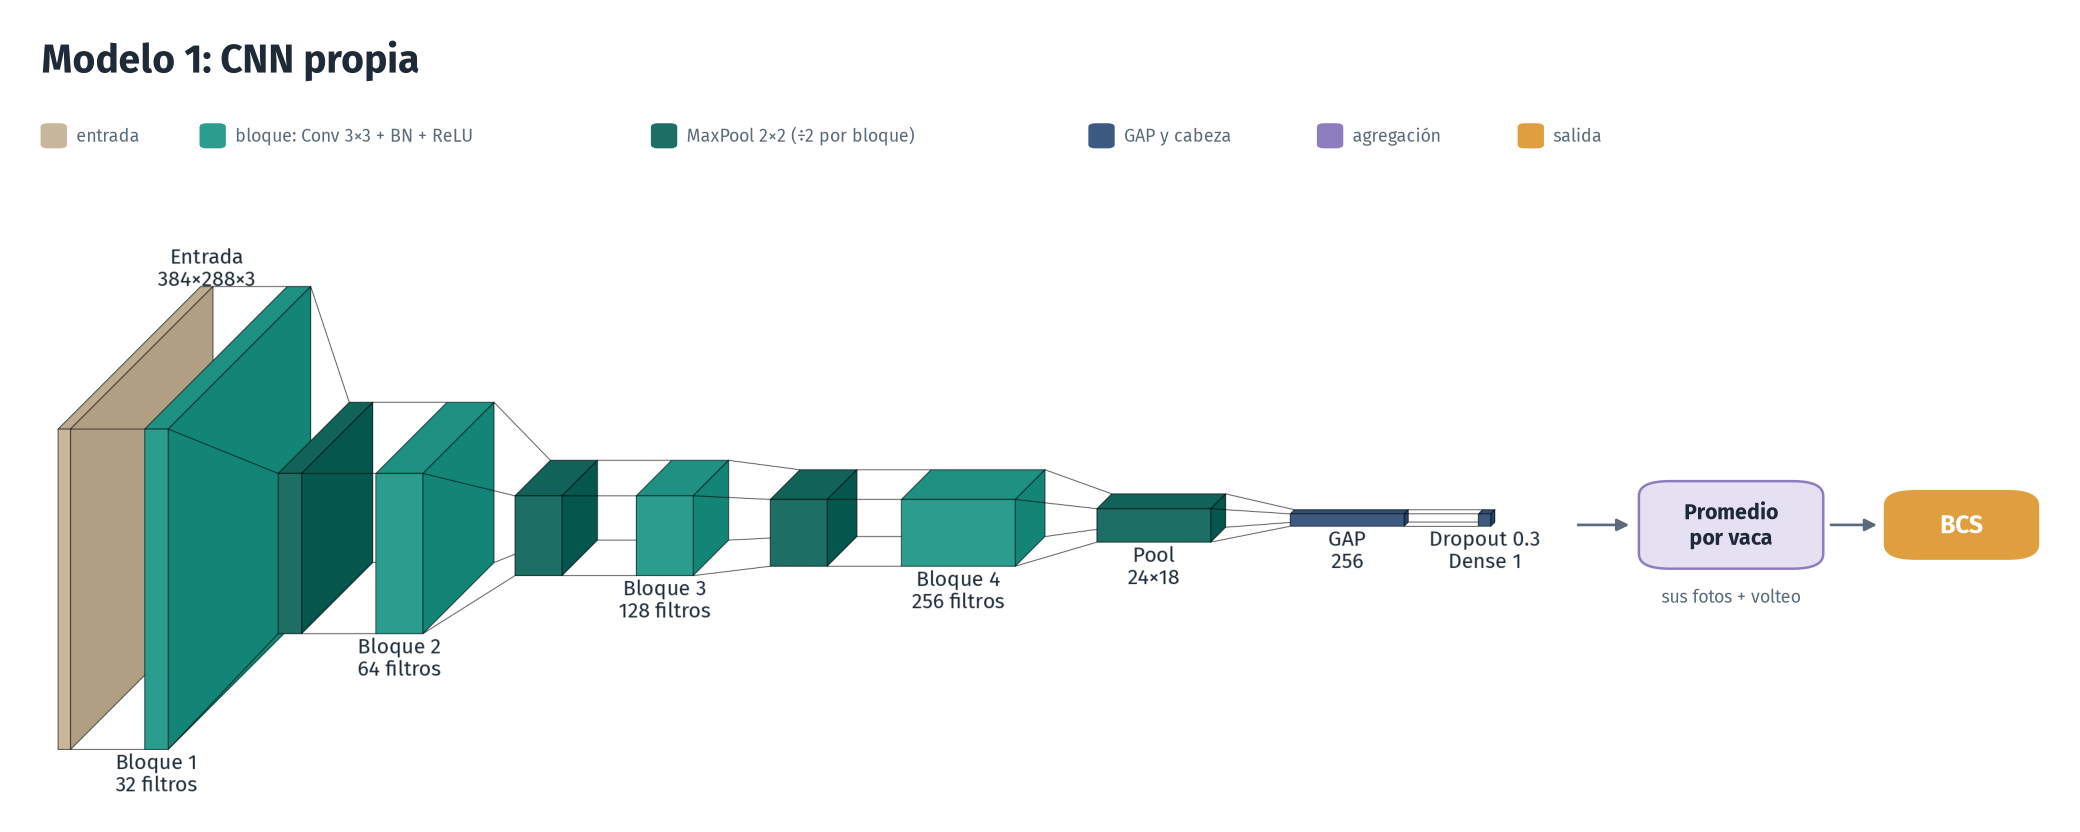 Modelo 1: CNN propia
entrada
bloque: Conv 3×3 + BN + ReLU
MaxPool 2×2 (÷2 por bloque)
GAP y cabeza
agregación
salida
Entrada
384×288×3
Bloque 1
32 filtros
Bloque 2
64 filtros
Bloque 3
128 filtros
Bloque 4
256 filtros
Pool
24×18
GAP
256
Dropout 0.3
Dense 1
Promedio
por vaca
sus fotos + volteo
BCS